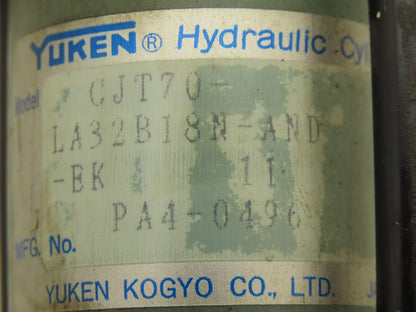 YUKEN® Hydraulic Cyl
Model CJT70-
LA32B18N-AND
-EK 11
PA4-0496
MFG. No.
YUKEN KOGYO CO., LTD. J